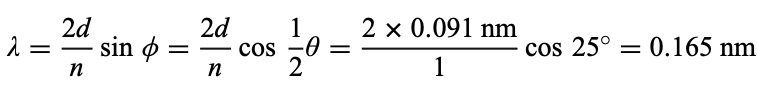 λ = 2d/n sin ϕ = 2d/n cos 1/2 θ = 2 × 0.091 nm/1 cos 25° = 0.165 nm